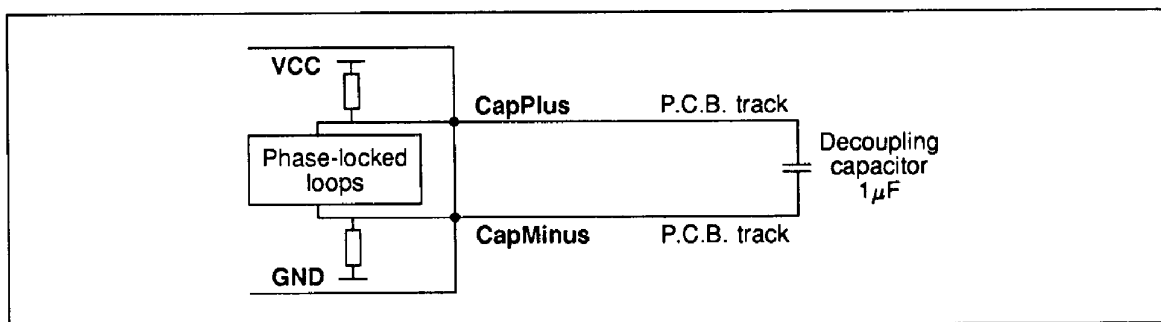 VCC
CapPlus
P.C.B. track
Phase-locked
loops
Decoupling
capacitor
1μF
CapMinus
P.C.B. track
GND